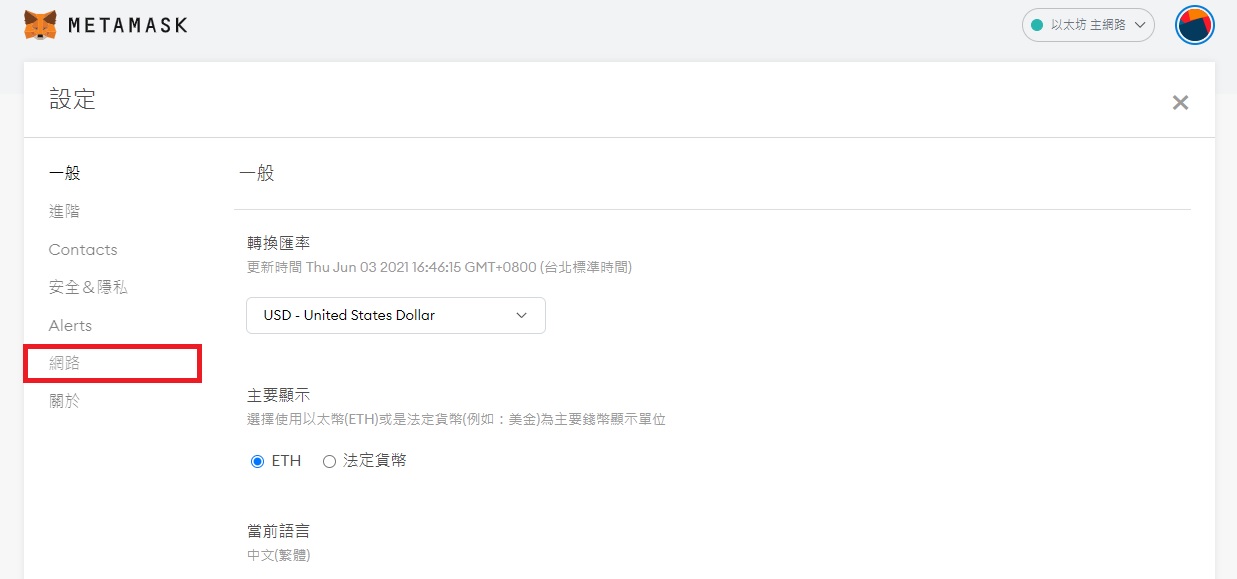 METAMASK
以太坊 主網路
設定
一般
進階
Contacts
安全＆隱私
Alerts
網路
關於
一般
轉換匯率
更新時間 Thu Jun 03 2021 16:46:15 GMT+0800 (台北標準時間)
USD - United States Dollar
主要顯示
選擇使用以太幣(ETH)或是法定貨幣(例如：美金)為主要錢幣顯示單位
ETH 法定貨幣
當前語言
中文(繁體)